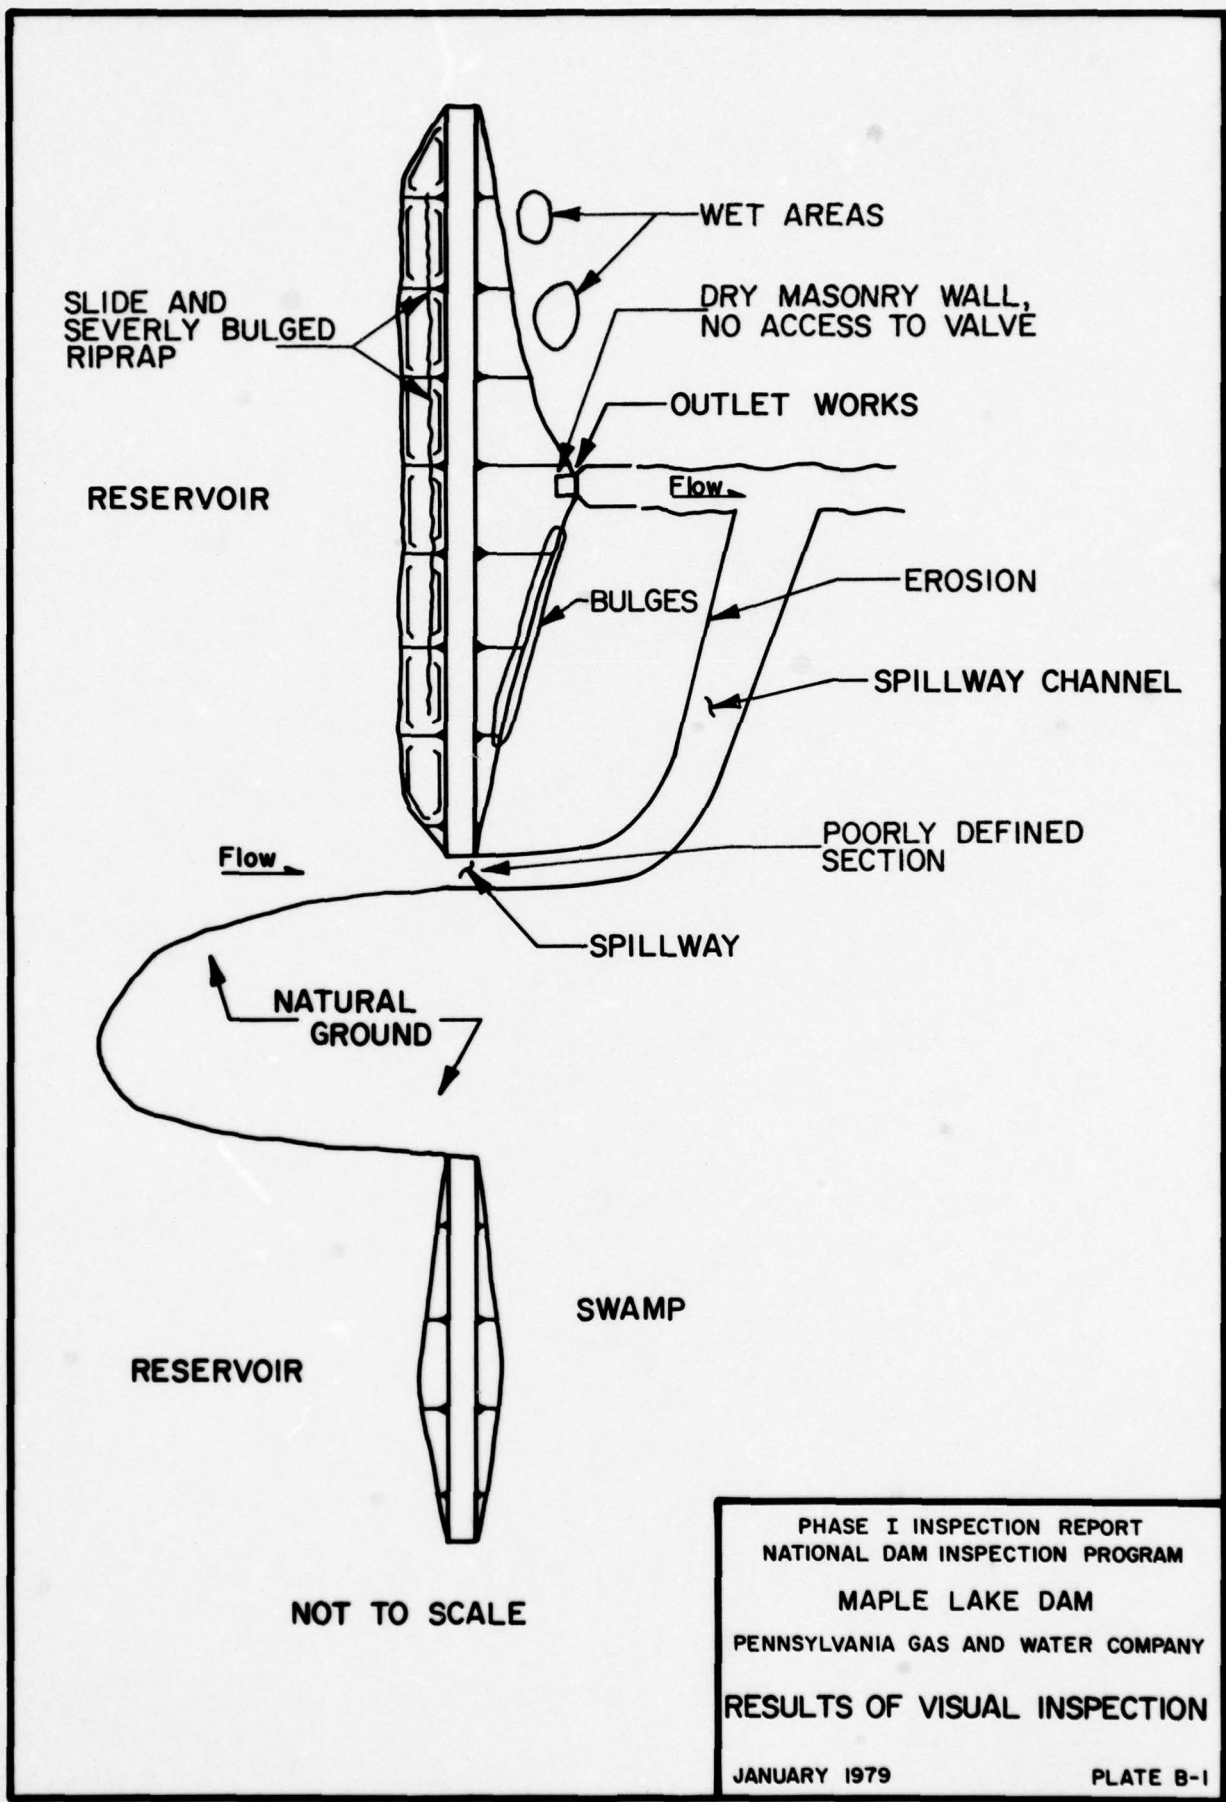 WET AREAS
SLIDE AND
SEVERLY BULGED
RIPRAP
DRY MASONRY WALL,
NO ACCESS TO VALVE
OUTLET WORKS
RESERVOIR
Flow
EROSION
BULGES
SPILLWAY CHANNEL
POORLY DEFINED
SECTION
Flow
SPILLWAY
NATURAL
GROUND
SWAMP
RESERVOIR
NOT TO SCALE
PHASE I INSPECTION REPORT
NATIONAL DAM INSPECTION PROGRAM
MAPLE LAKE DAM
PENNSYLVANIA GAS AND WATER COMPANY
RESULTS OF VISUAL INSPECTION
JANUARY 1979
PLATE B-1